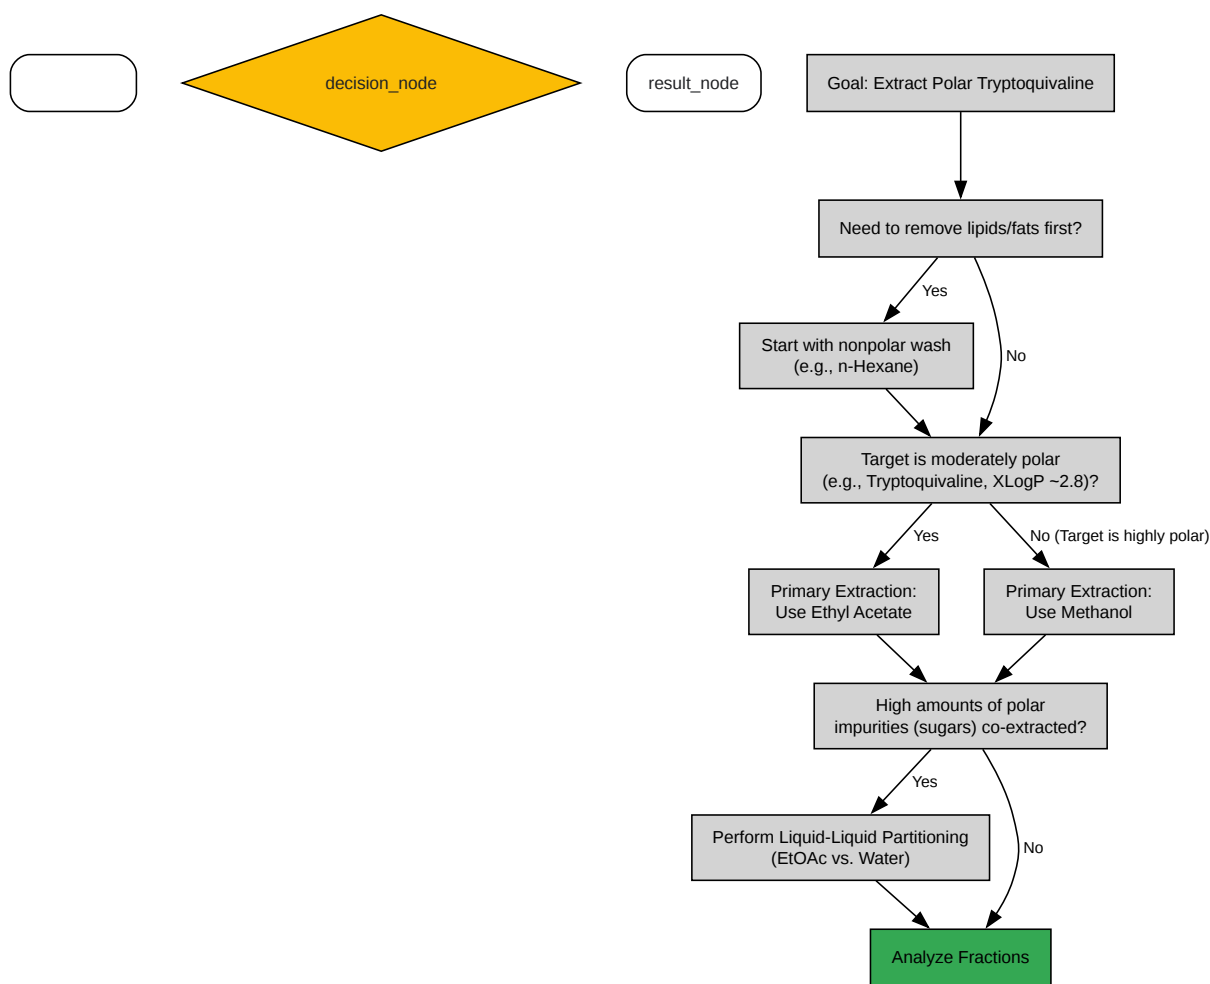 decision_node
result_node
Goal: Extract Polar Tryptoquivaline
Need to remove lipids/fats first?
Yes
Start with nonpolar wash
(e.g., n-Hexane)
No
Target is moderately polar
(e.g., Tryptoquivaline, XLogP ~2.8)?
Yes
No (Target is highly polar)
Primary Extraction:
Use Ethyl Acetate
Primary Extraction:
Use Methanol
High amounts of polar
impurities (sugars) co-extracted?
Yes
Perform Liquid-Liquid Partitioning
(EtOAc vs. Water)
No
Analyze Fractions